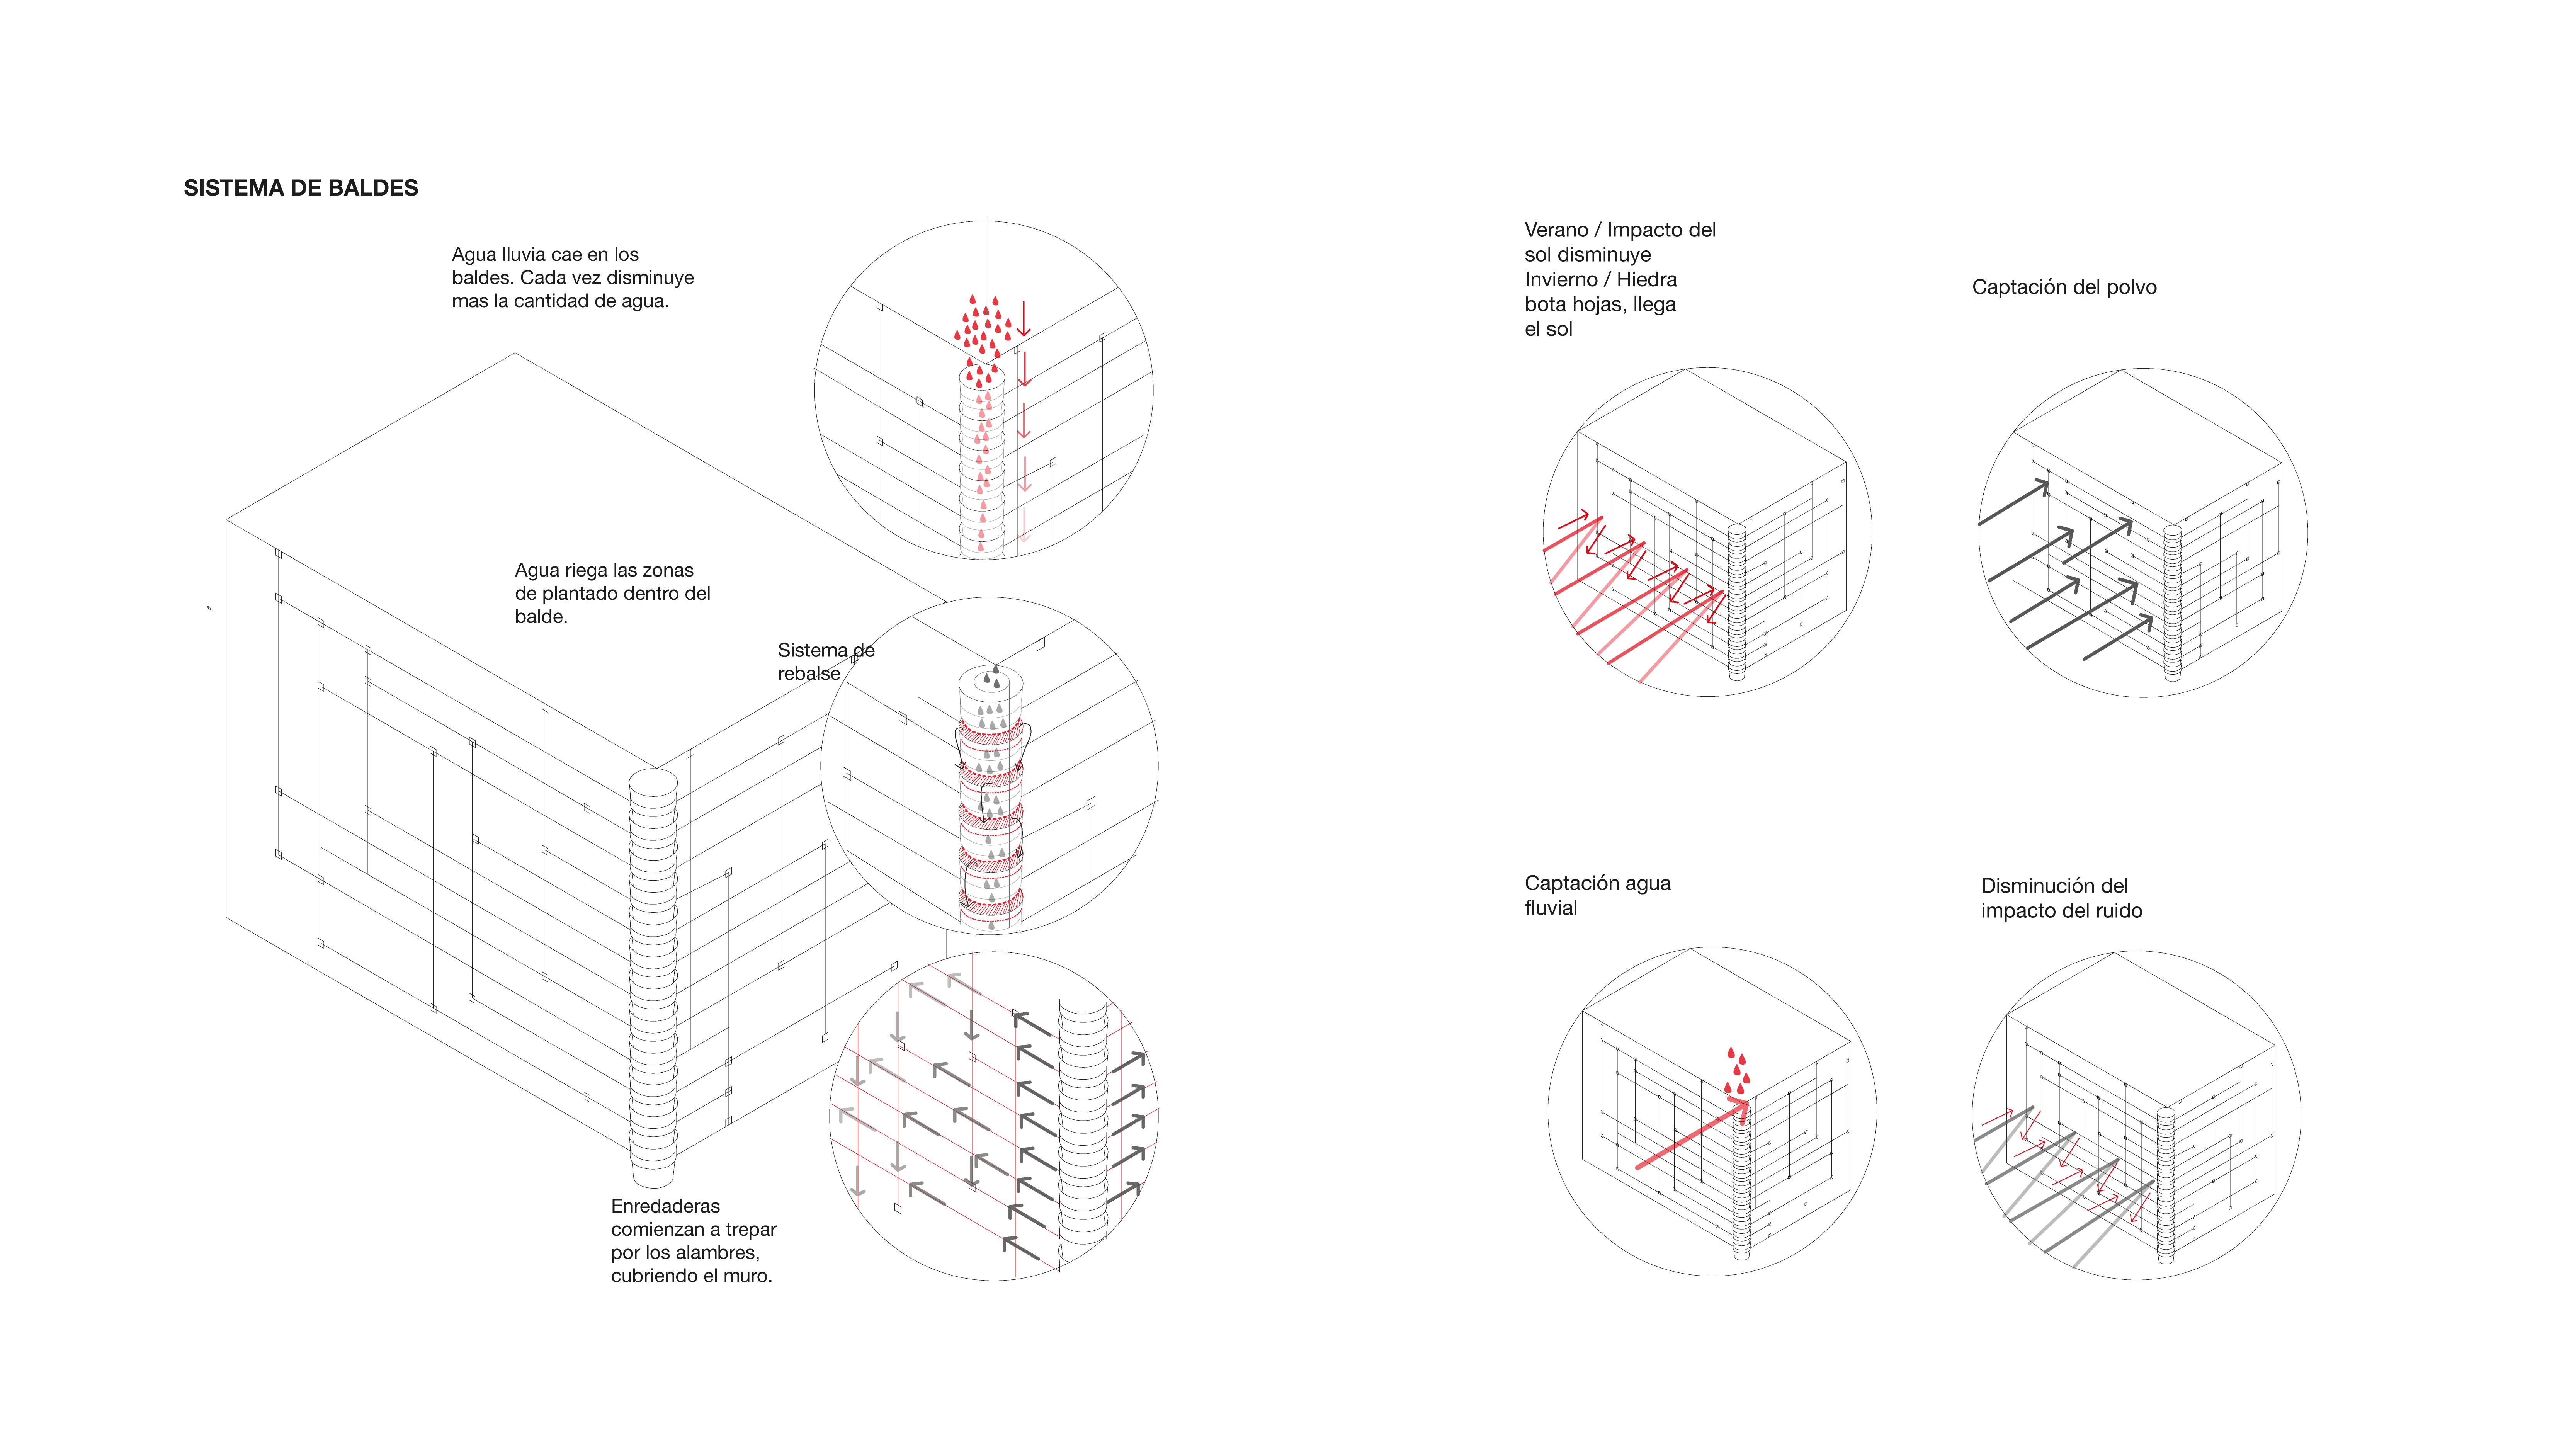 SISTEMA DE BALDES
Agua lluvia cae en los
baldes. Cada vez disminuye
mas la cantidad de agua.
Agua riega las zonas
de plantado dentro del
balde.
Sistema de
rebalse
Enredaderas
comienzan a trepar
por los alambres,
cubriendo el muro.
Verano / Impacto del
sol disminuye
Invierno / Hiedra
bota hojas, llega
el sol
Captación del polvo
Captación agua
fluvial
Disminución del
impacto del ruido